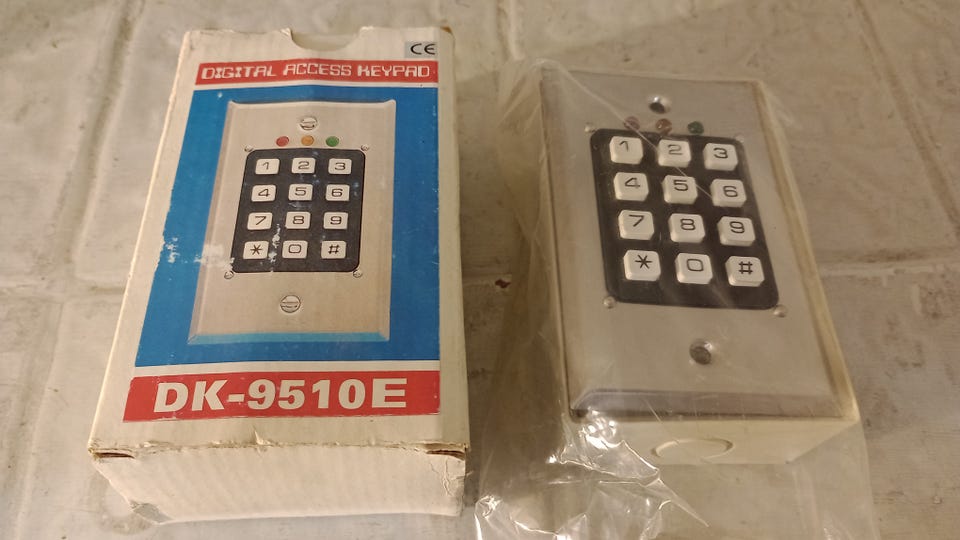 CE
DIGITAL ACCESS KEYPAD
1 2 3
4 5 6
7 8 9
* 0 #
DK-9510E
1 2 3
4 5 6
7 8 9
* 0 #